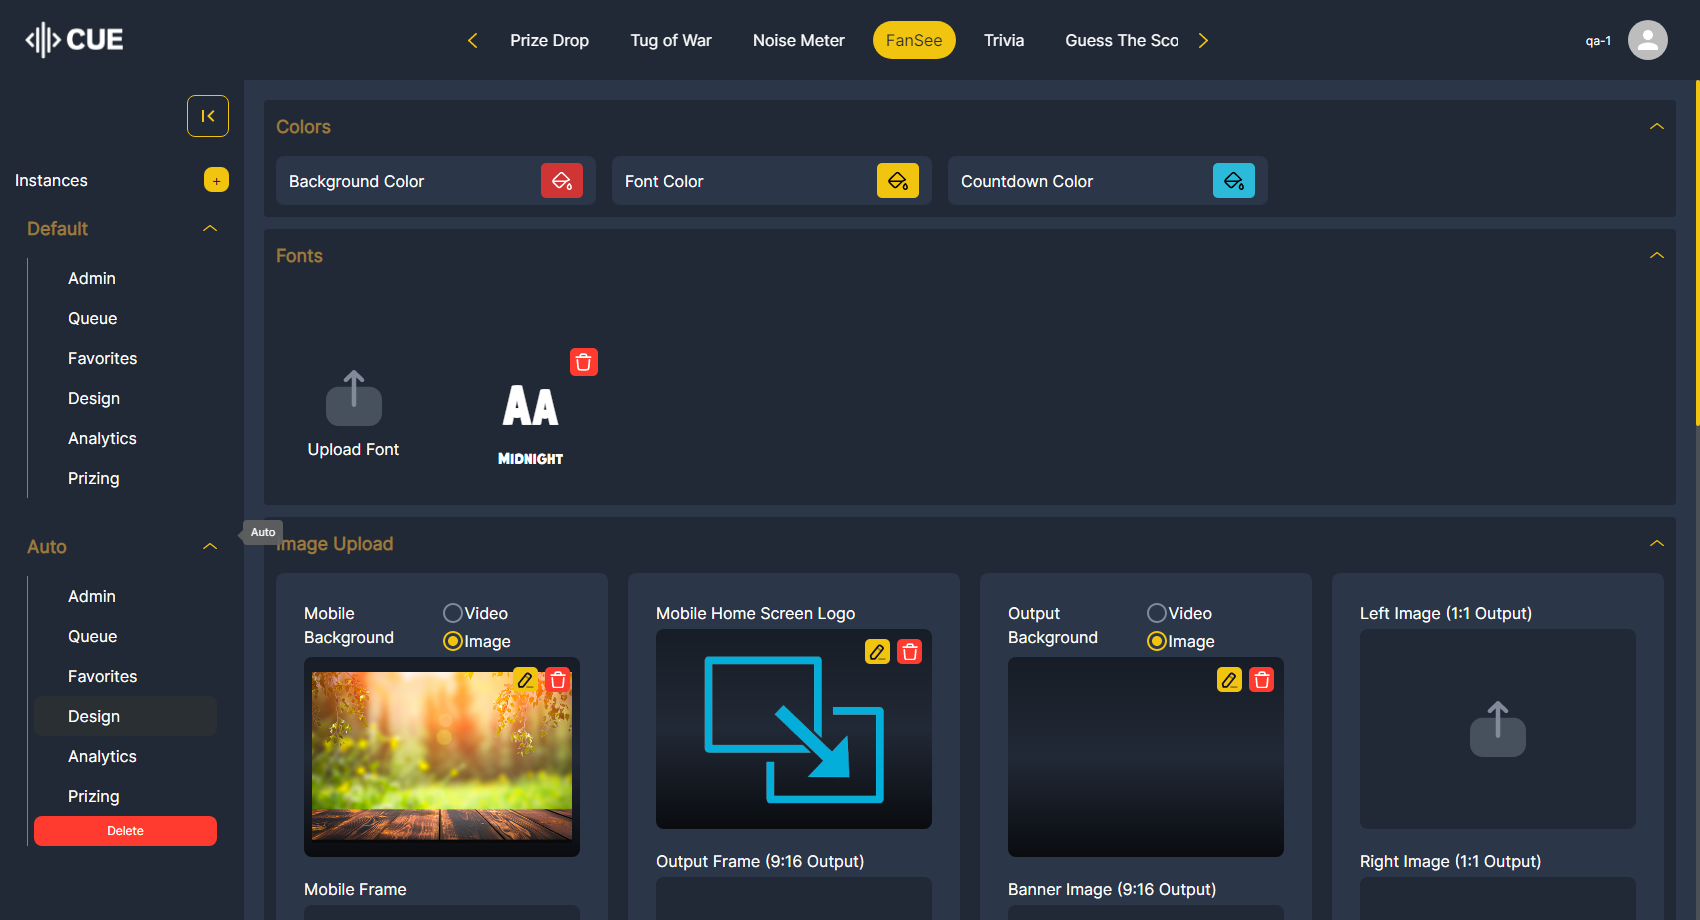 CUE
Prize Drop
Tug of War
Noise Meter
FanSee
Trivia
Guess The Sco
qa-1
Instances
+
Default
Admin
Queue
Favorites
Design
Analytics
Prizing
Auto
Admin
Queue
Favorites
Design
Analytics
Prizing
Delete
Auto
Colors
Background Color
Font Color
Countdown Color
Fonts
Upload Font
AA
MIDNIGHT
Image Upload
Mobile
Background
Video
Image
Mobile Frame
Mobile Home Screen Logo
Output Frame (9:16 Output)
Output
Background
Video
Image
Banner Image (9:16 Output)
Left Image (1:1 Output)
Right Image (1:1 Output)